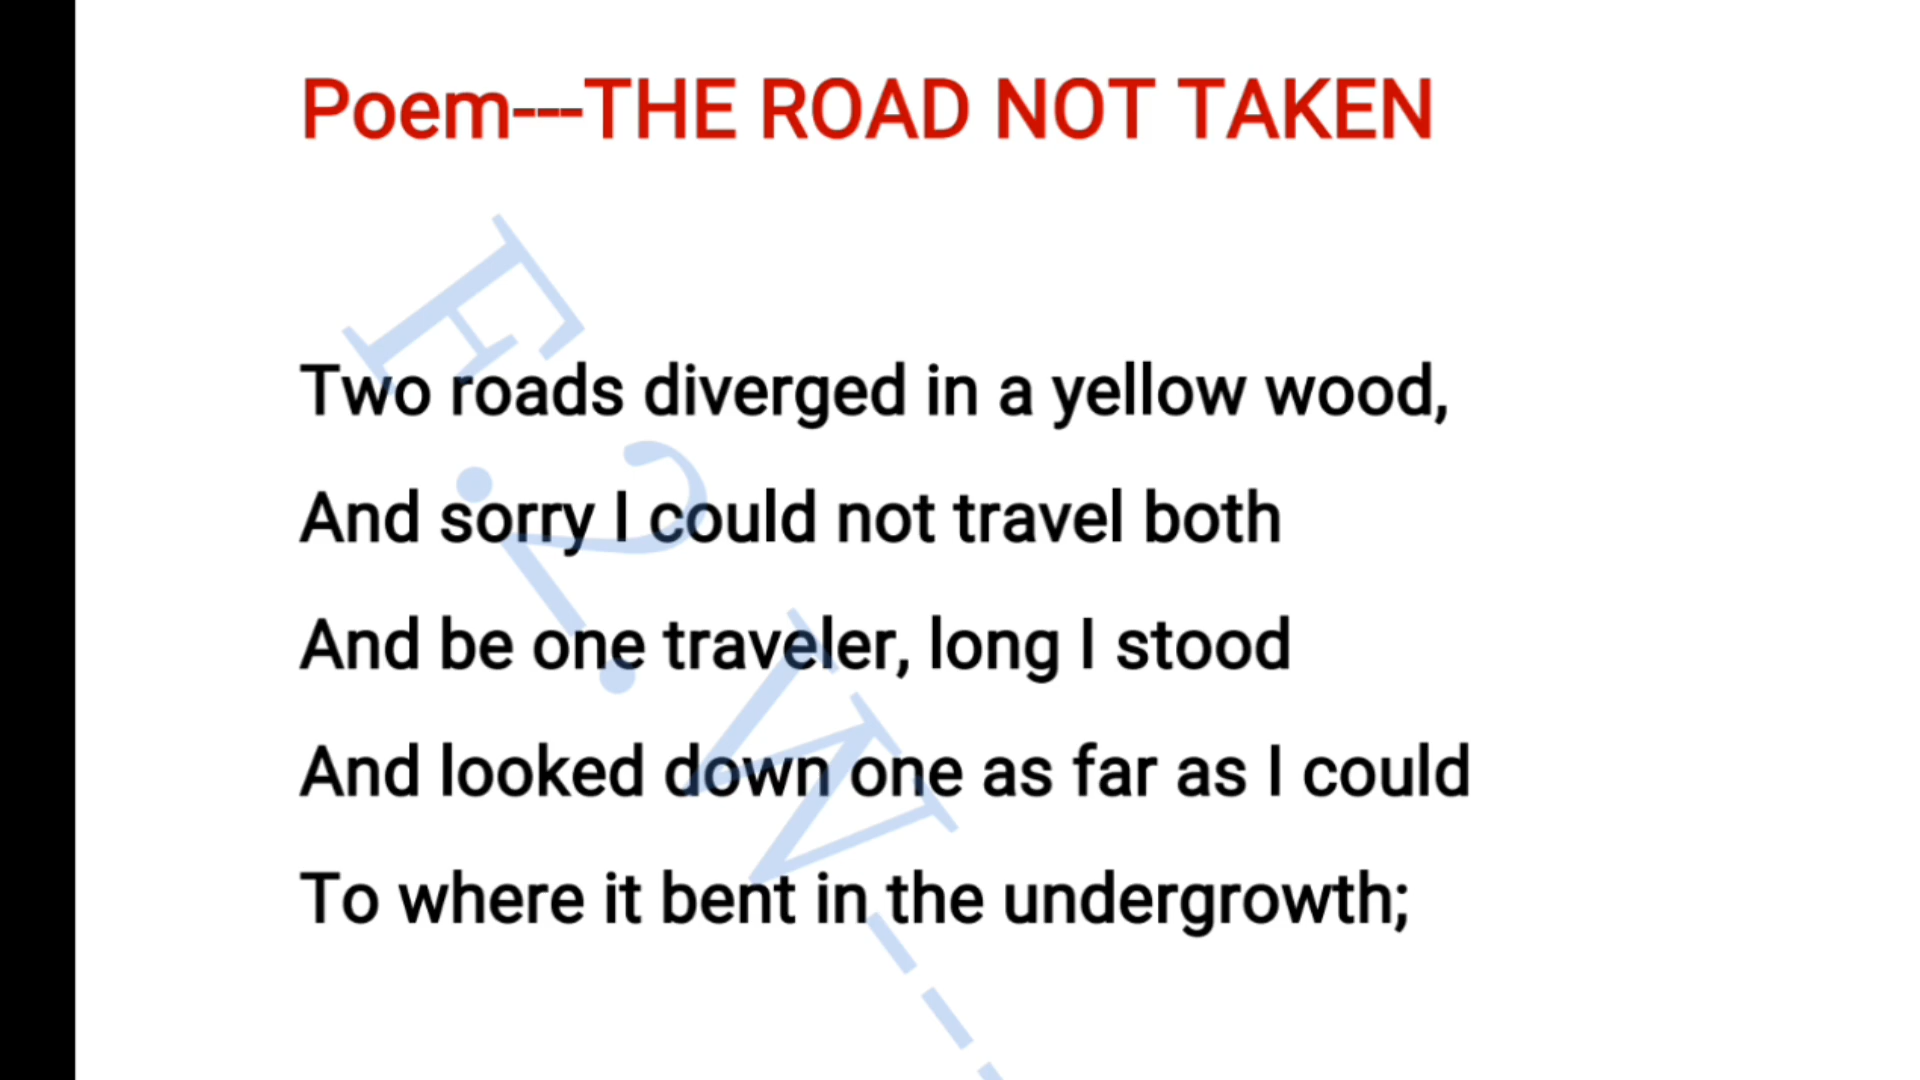 Poem---THE ROAD NOT TAKEN
Two roads diverged in a yellow wood,
And sorry I could not travel both
And be one traveler, long I stood
And looked down one as far as I could
To where it bent in the undergrowth;
F.2.W---